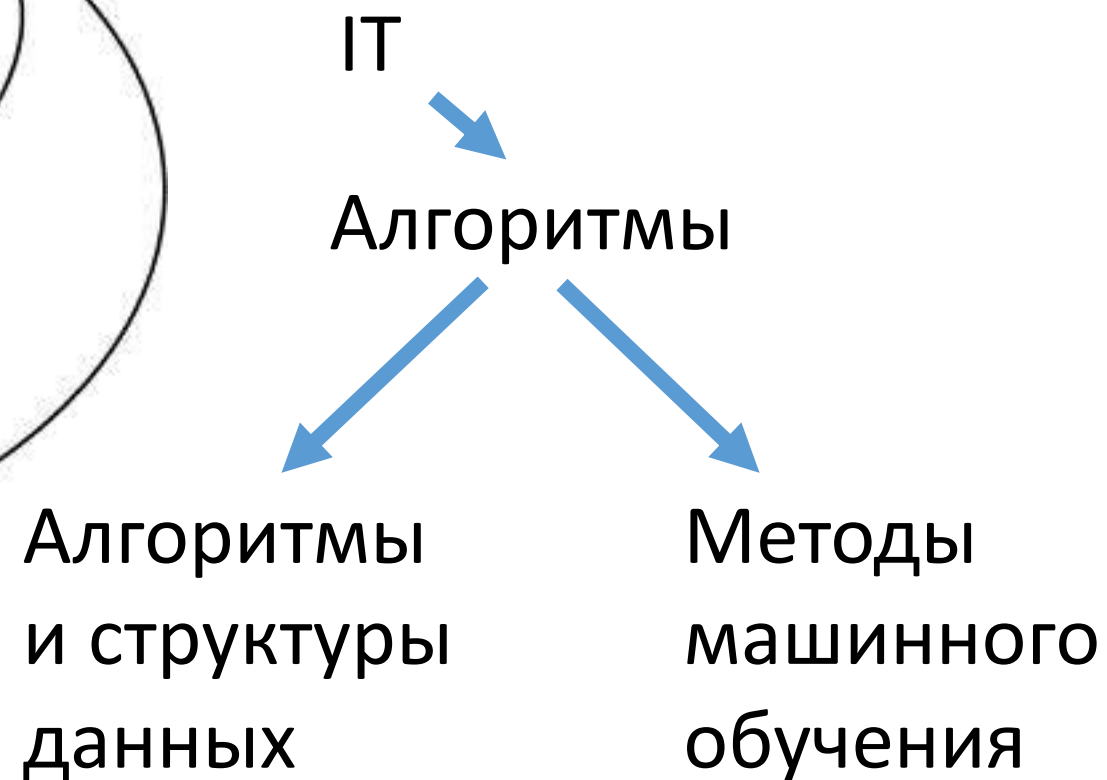 IT
Алгоритмы
Алгоритмы
и структуры
данных
Методы
машинного
обучения